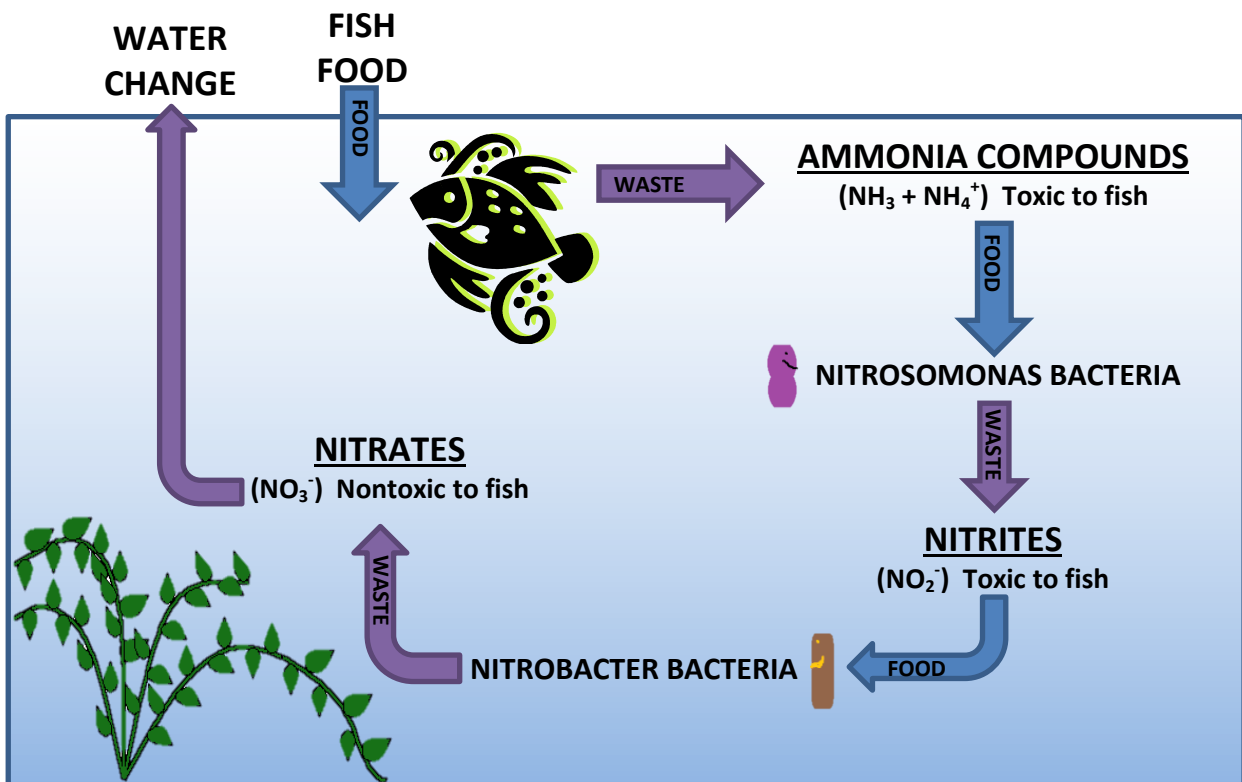 WATER
CHANGE
FISH
FOOD
FOOD
WASTE
AMMONIA COMPOUNDS
(NH₃ + NH₄⁺) Toxic to fish
FOOD
NITROSOMONAS BACTERIA
WASTE
NITRITES
(NO₂⁻) Toxic to fish
FOOD
NITROBACTER BACTERIA
WASTE
NITRATES
(NO₃⁻) Nontoxic to fish